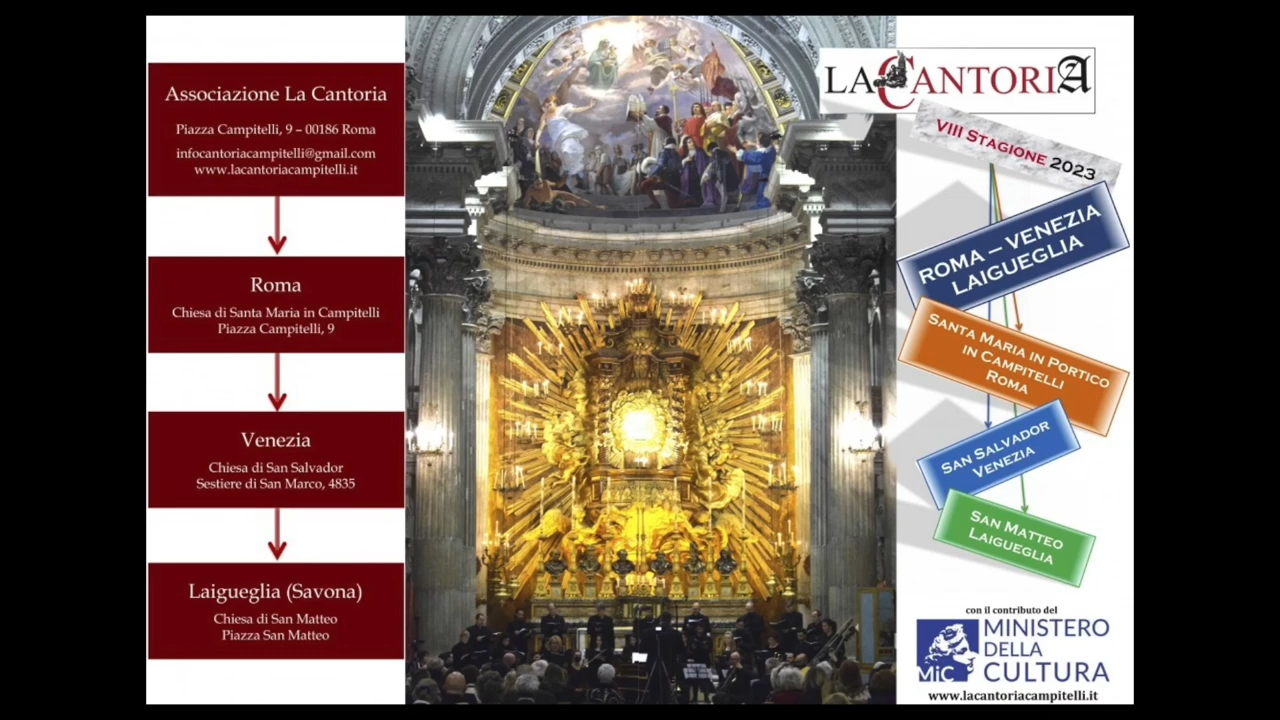 Associazione La Cantoria
Piazza Campitelli, 9 – 00186 Roma
infocantoriacampitelli@gmail.com
www.lacantoriacampitelli.it
Roma
Chiesa di Santa Maria in Campitelli
Piazza Campitelli, 9
Venezia
Chiesa di San Salvador
Sestiere di San Marco, 4835
Laigueglia (Savona)
Chiesa di San Matteo
Piazza San Matteo
LA CANTORIA
VIII STAGIONE 2023
ROMA – VENEZIA
LAIGUEGLIA
SANTA MARIA IN PORTICO
IN CAMPITELLI
ROMA
SAN SALVADOR
VENEZIA
SAN MATTEO
LAIGUEGLIA
con il contributo del
MiC
MINISTERO
DELLA
CULTURA
www.lacantoriacampitelli.it